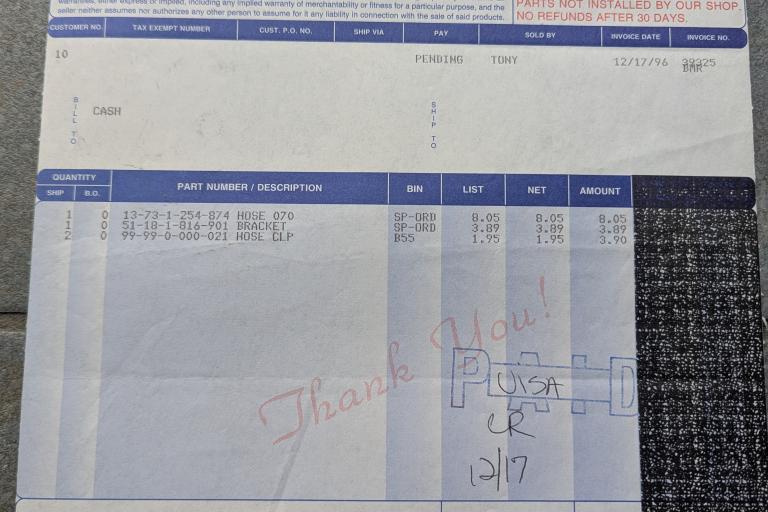 warranties, either express or implied, including any implied warranty of merchantability or fitness for a particular purpose, and the
seller neither assumes nor authorizes any other person to assume for it any liability in connection with the sale of said products.
PARTS NOT INSTALLED BY OUR SHOP.
NO REFUNDS AFTER 30 DAYS.
CUSTOMER NO. TAX EXEMPT NUMBER CUST. P.O. NO. SHIP VIA PAY SOLD BY INVOICE DATE INVOICE NO.
10 PENDING TONY 12/17/96 39325
BILL TO CASH SHIP TO
QUANTITY
SHIP B.O. PART NUMBER / DESCRIPTION BIN LIST NET AMOUNT
1 0 13-73-1-254-874 HOSE 070 SP-ORD 8.05 8.05 8.05
1 0 51-18-1-816-901 BRACKET SP-ORD 3.89 3.89 3.89
2 0 99-99-0-000-021 HOSE CLP B55 1.95 1.95 3.90
Thank You!
PAID
VISA
CR
12/17